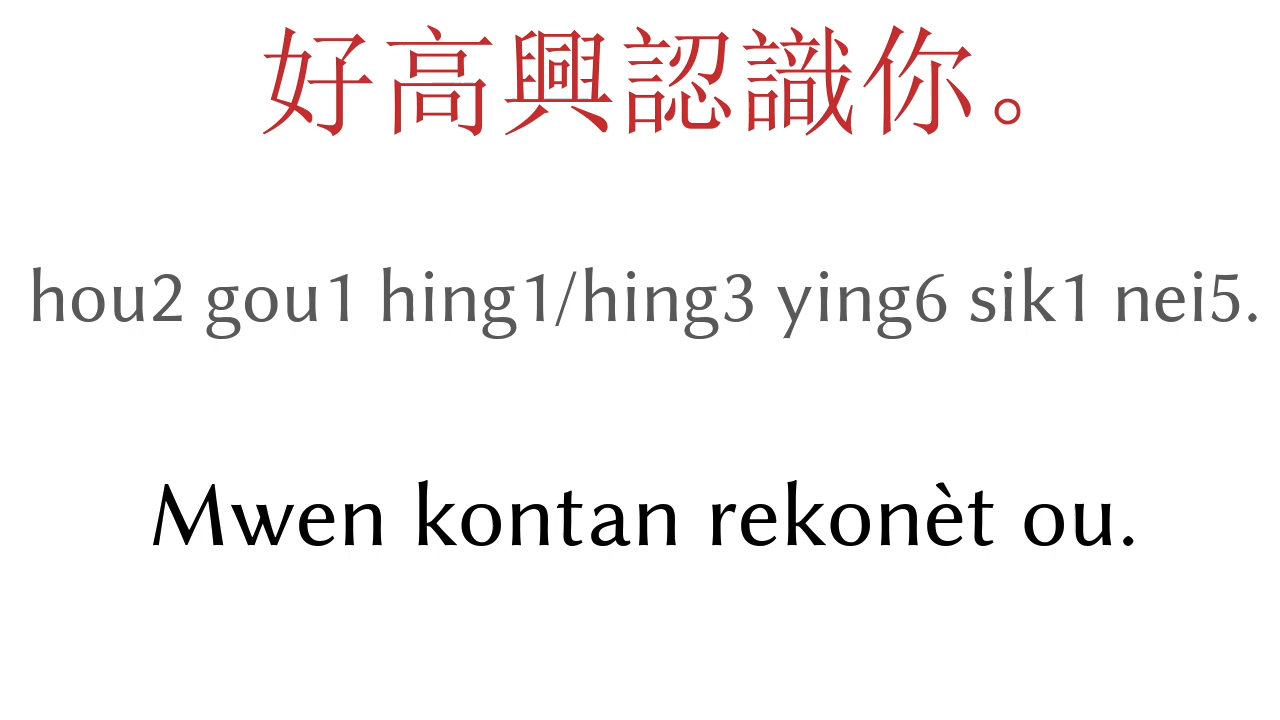 好高興認識你。
hou2 gou1 hing1/hing3 ying6 sik1 nei5.
Mwen kontan rekonèt ou.